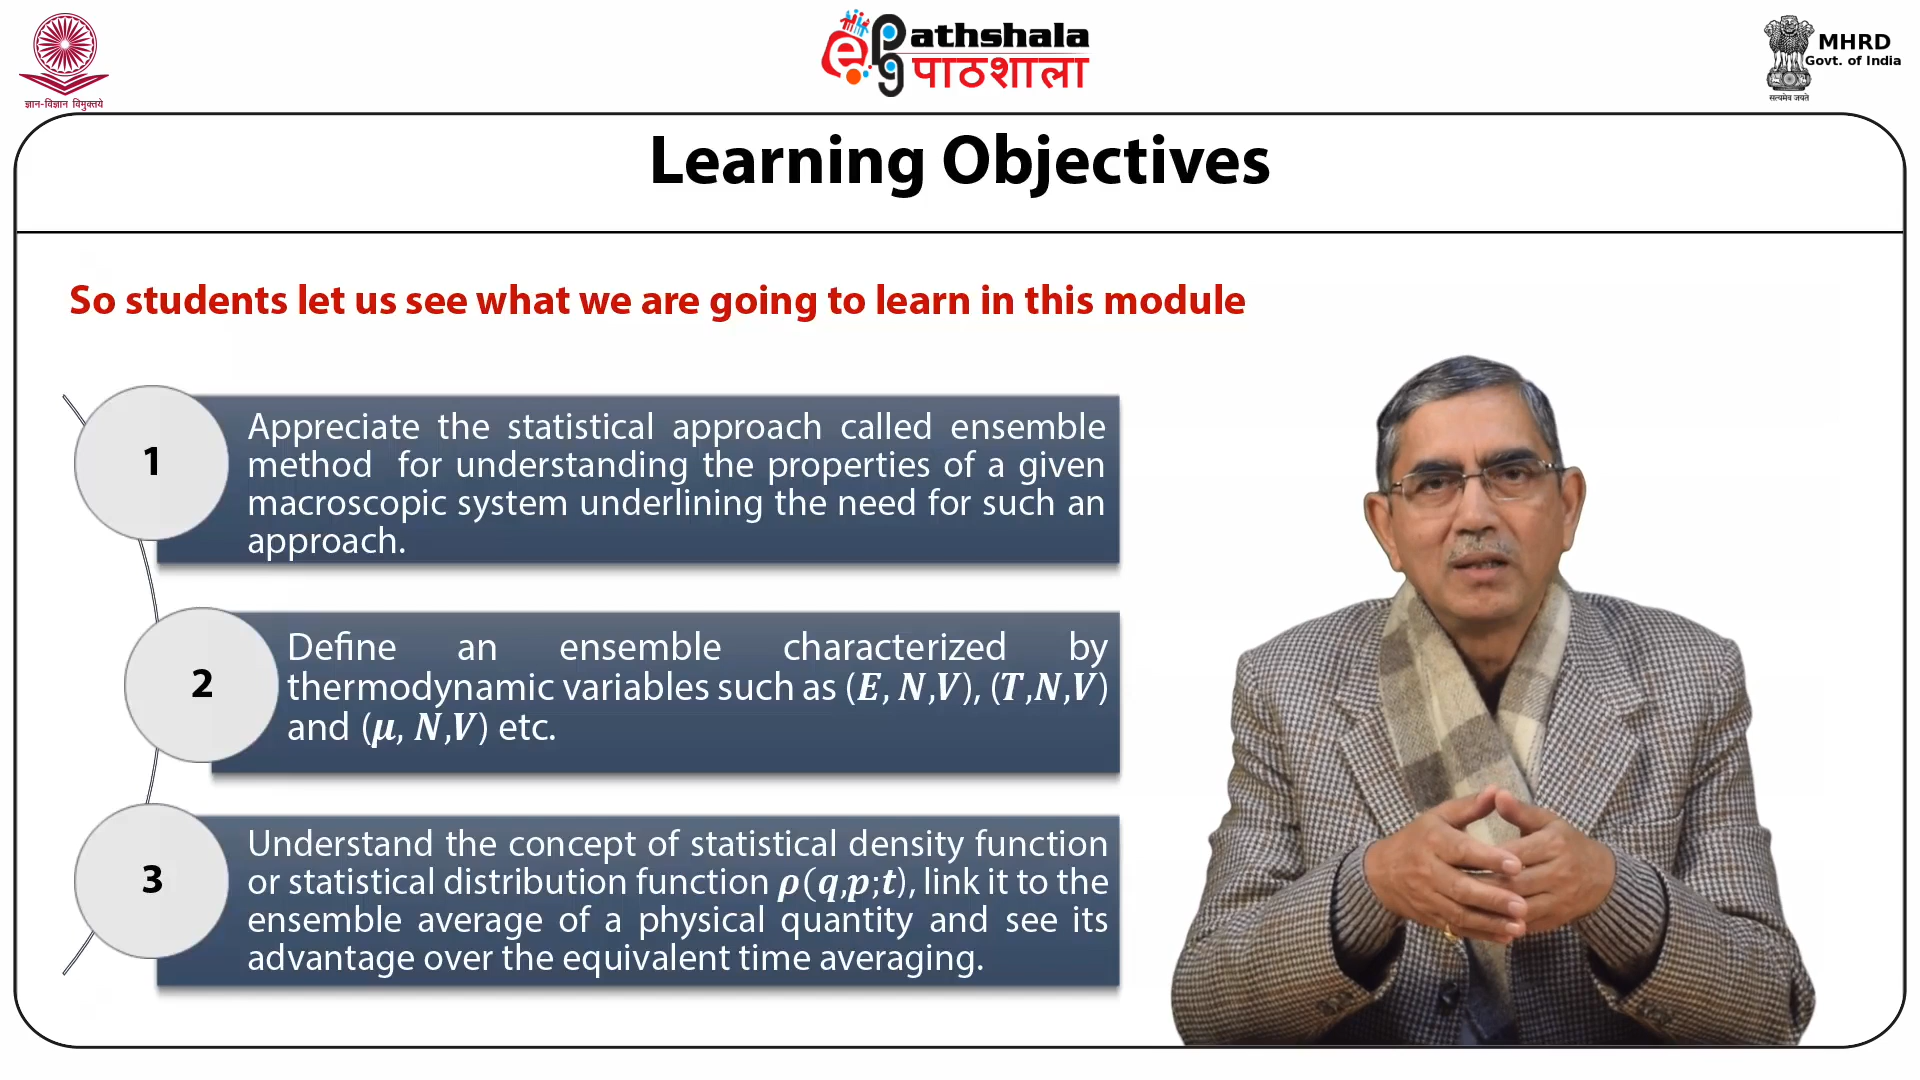 ज्ञान-विज्ञान विमुक्तये
ePathshala
पाठशाला
MHRD
Govt. of India
सत्यमेव जयते
Learning Objectives
So students let us see what we are going to learn in this module
1
Appreciate the statistical approach called ensemble
method for understanding the properties of a given
macroscopic system underlining the need for such an
approach.
2
Define an ensemble characterized by
thermodynamic variables such as (E, N,V), (T,N,V)
and (μ, N,V) etc.
3
Understand the concept of statistical density function
or statistical distribution function ρ(q,p;t), link it to the
ensemble average of a physical quantity and see its
advantage over the equivalent time averaging.